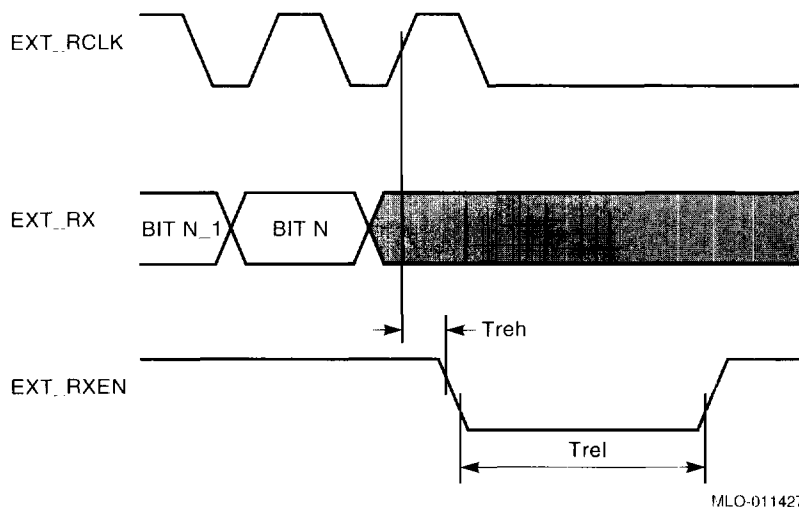 EXT_RCLK
EXT_RX
BIT N_1
BIT N
Treh
EXT_RXEN
Trel
MLO-011427